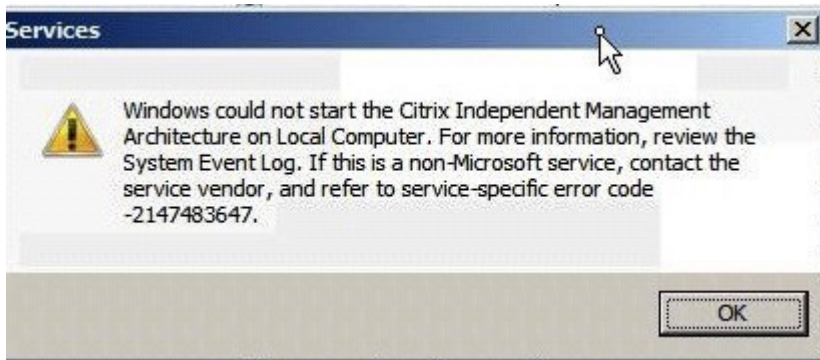 Services
Windows could not start the Citrix Independent Management
Architecture on Local Computer. For more information, review the
System Event Log. If this is a non-Microsoft service, contact the
service vendor, and refer to service-specific error code
-2147483647.
OK